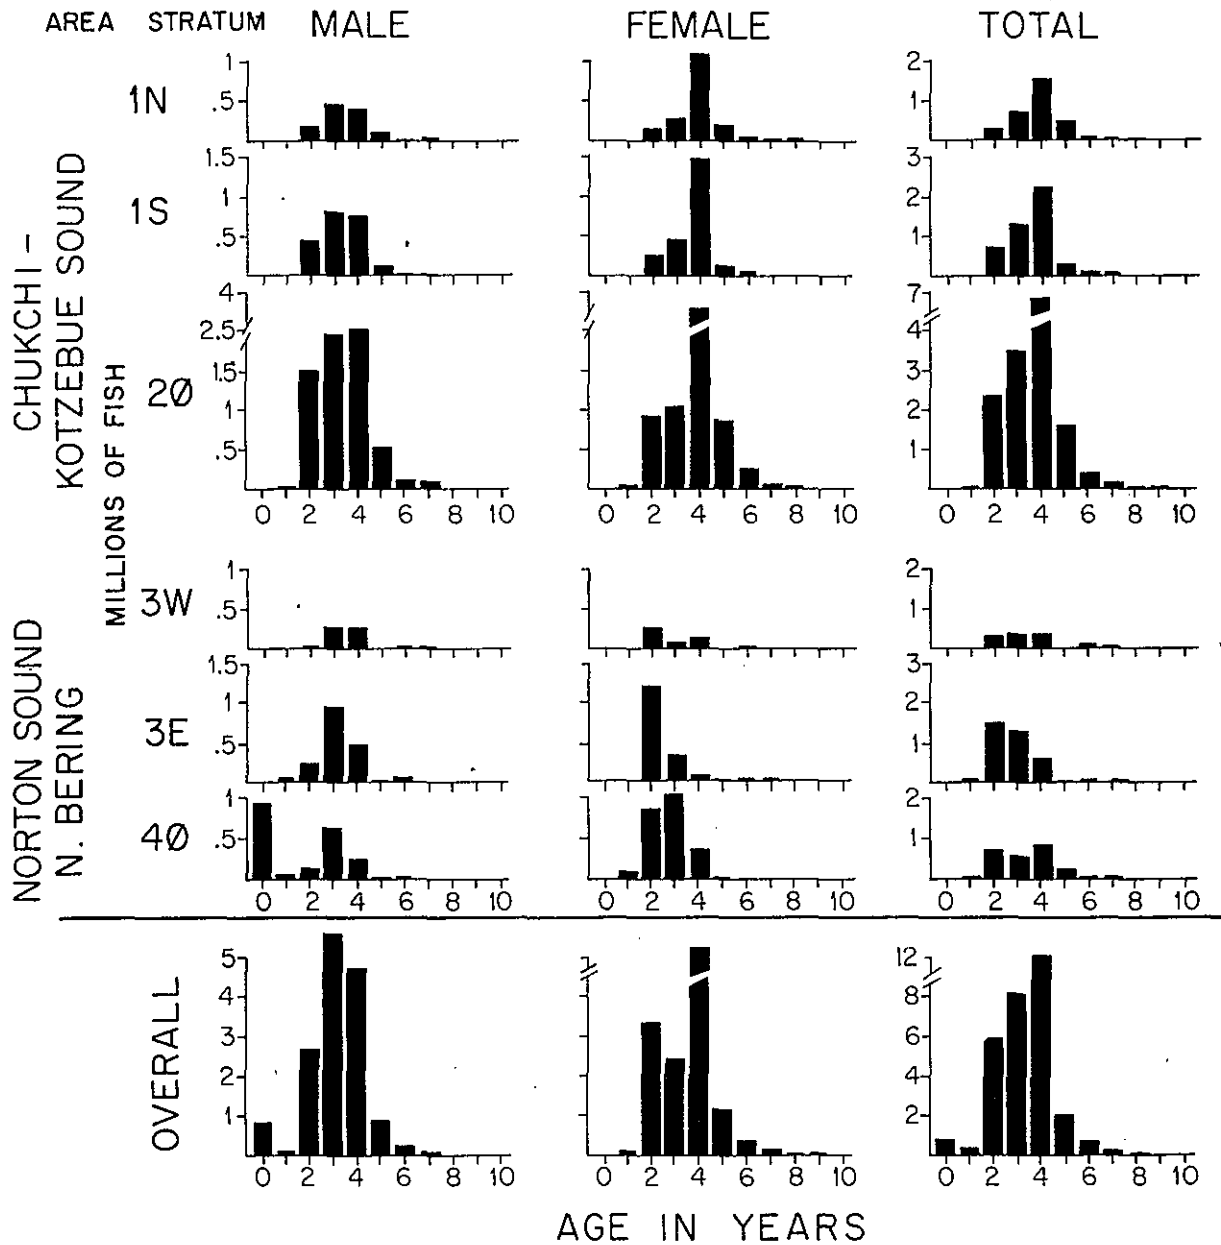 AREA STRATUM MALE FEMALE TOTAL
CHUKCHI –
KOTZEBUE SOUND
NORTON SOUND
N. BERING
MILLIONS OF FISH
1N
1 .5
2 1
1S
1.5 1 .5
3 2 1
2Ø
4 2.5 1.5 1 .5
7 4 3 2 1
0 2 4 6 8 10 0 2 4 6 8 10 0 2 4 6 8 10
3W
1 .5
2 1
3E
1.5 1 .5
3 2 1
4Ø
1 .5
2 1
0 2 4 6 8 10 0 2 4 6 8 10 0 2 4 6 8 10
OVERALL
5 4 3 2 1
12 8 6 4 2
0 2 4 6 8 10 0 2 4 6 8 10 0 2 4 6 8 10
AGE IN YEARS